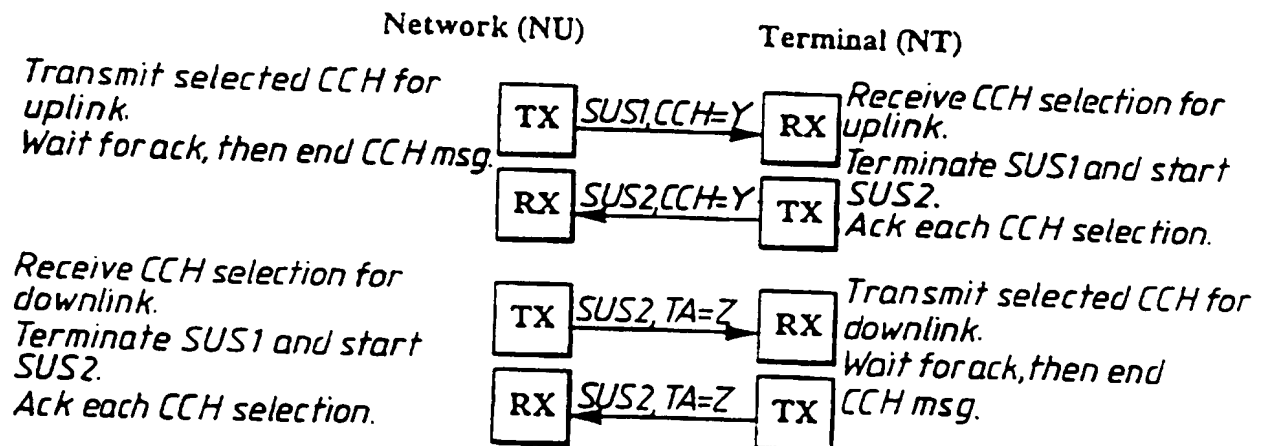 Network (NU)
Terminal (NT)
Transmit selected CCH for
uplink.
Wait for ack, then end CCH msg.
TX
SUS1,CCH=Y
RX
Receive CCH selection for
uplink.
Terminate SUS1 and start
SUS2.
Ack each CCH selection.
RX
SUS2,CCH=Y
TX
Receive CCH selection for
downlink.
Terminate SUS1 and start
SUS2.
Ack each CCH selection.
TX
SUS2, TA=Z
RX
Transmit selected CCH for
downlink.
Wait for ack, then end
CCH msg.
RX
SUS2, TA=Z
TX